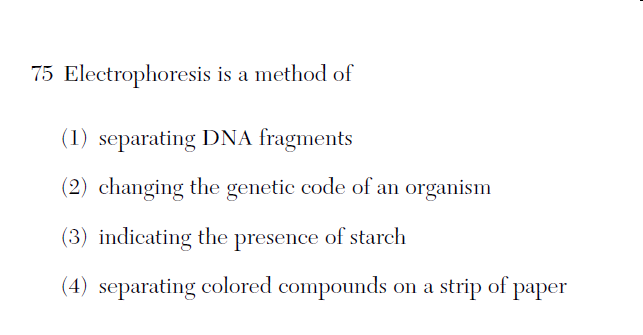 75 Electrophoresis is a method of
(1) separating DNA fragments
(2) changing the genetic code of an organism
(3) indicating the presence of starch
(4) separating colored compounds on a strip of paper